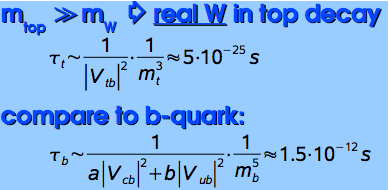 m_top ≫ m_W ⇨ real W in top decay
τ_t ~ 1/|V_tb|² · 1/m_t³ ≈ 5·10⁻²⁵ s
compare to b-quark:
τ_b ~ 1/(a|V_cb|²+b|V_ub|²) · 1/m_b⁵ ≈ 1.5·10⁻¹² s